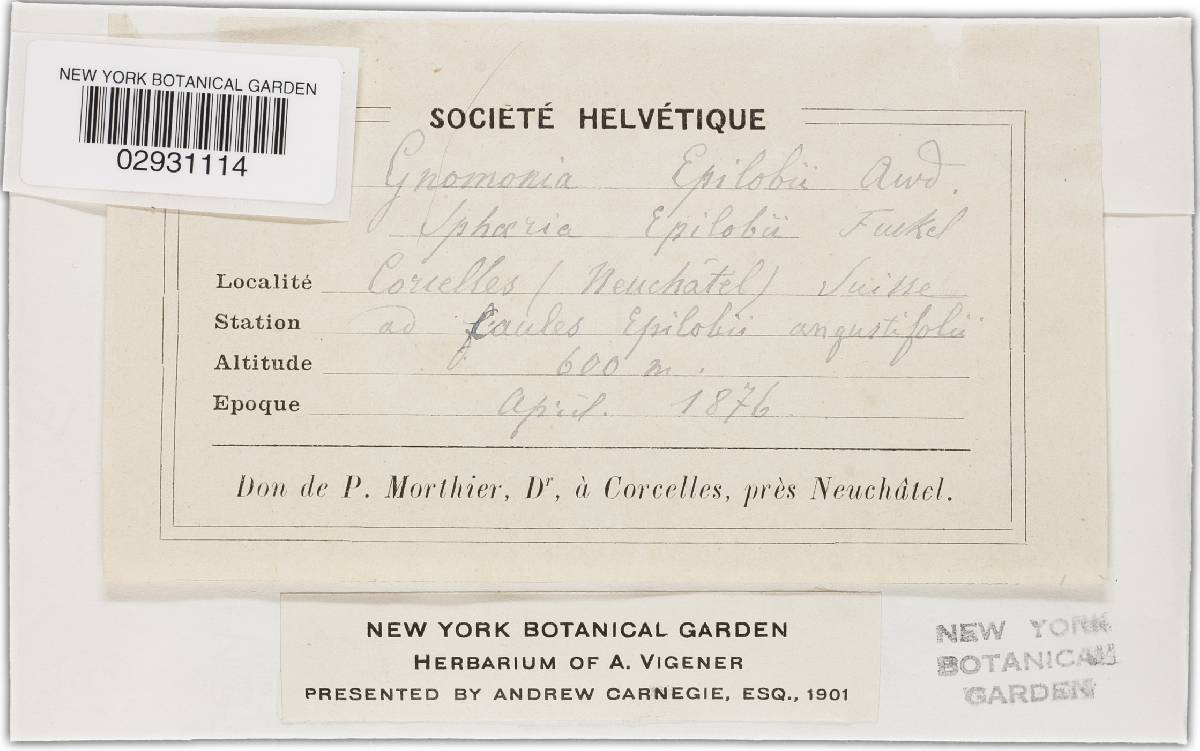 NEW YORK BOTANICAL GARDEN
02931114
SOCIÉTÉ HELVÉTIQUE
Gnomonia Epilobii Awd.
Sphæria Epilobii Fuckel
Localité Corcelles (Neuchâtel) Suisse
Station ad caules Epilobii angustifolii
Altitude 600 m.
Epoque April. 1876
Don de P. Morthier, Dr, à Corcelles, près Neuchâtel.
NEW YORK BOTANICAL GARDEN
HERBARIUM OF A. VIGENER
PRESENTED BY ANDREW CARNEGIE, ESQ., 1901
NEW YORK
BOTANICAL
GARDEN